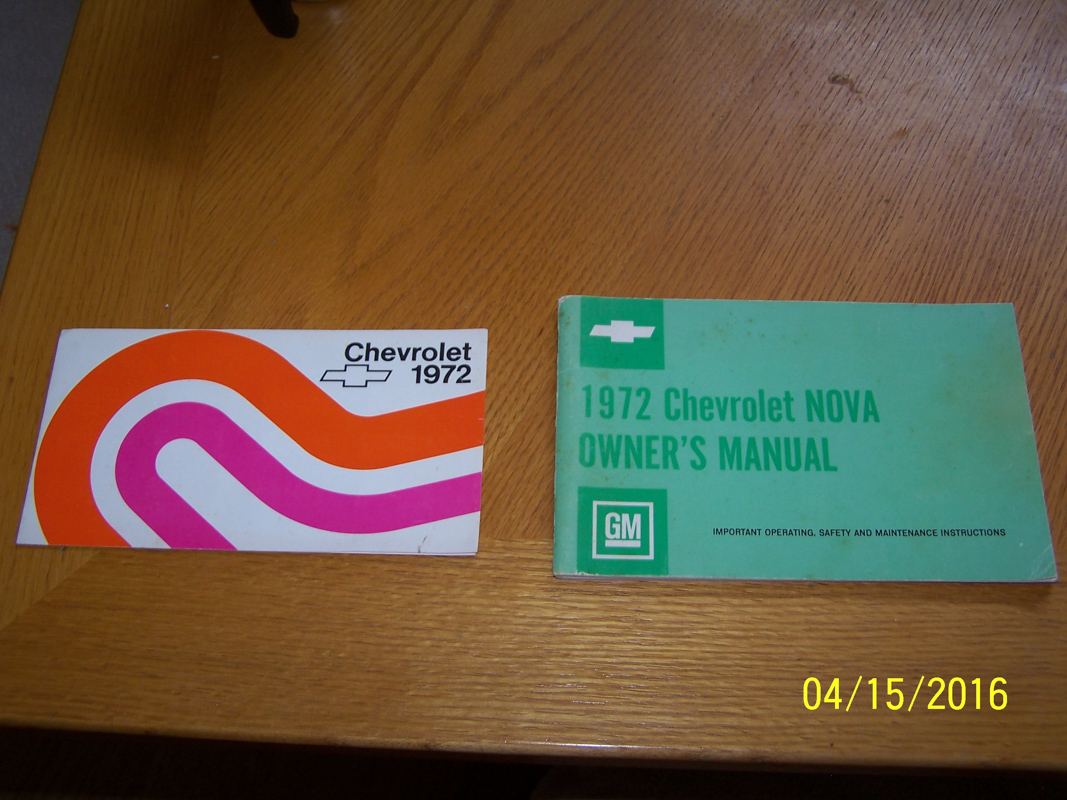 Chevrolet
1972
1972 Chevrolet NOVA
OWNER'S MANUAL
GM
IMPORTANT OPERATING, SAFETY AND MAINTENANCE INSTRUCTIONS
04/15/2016